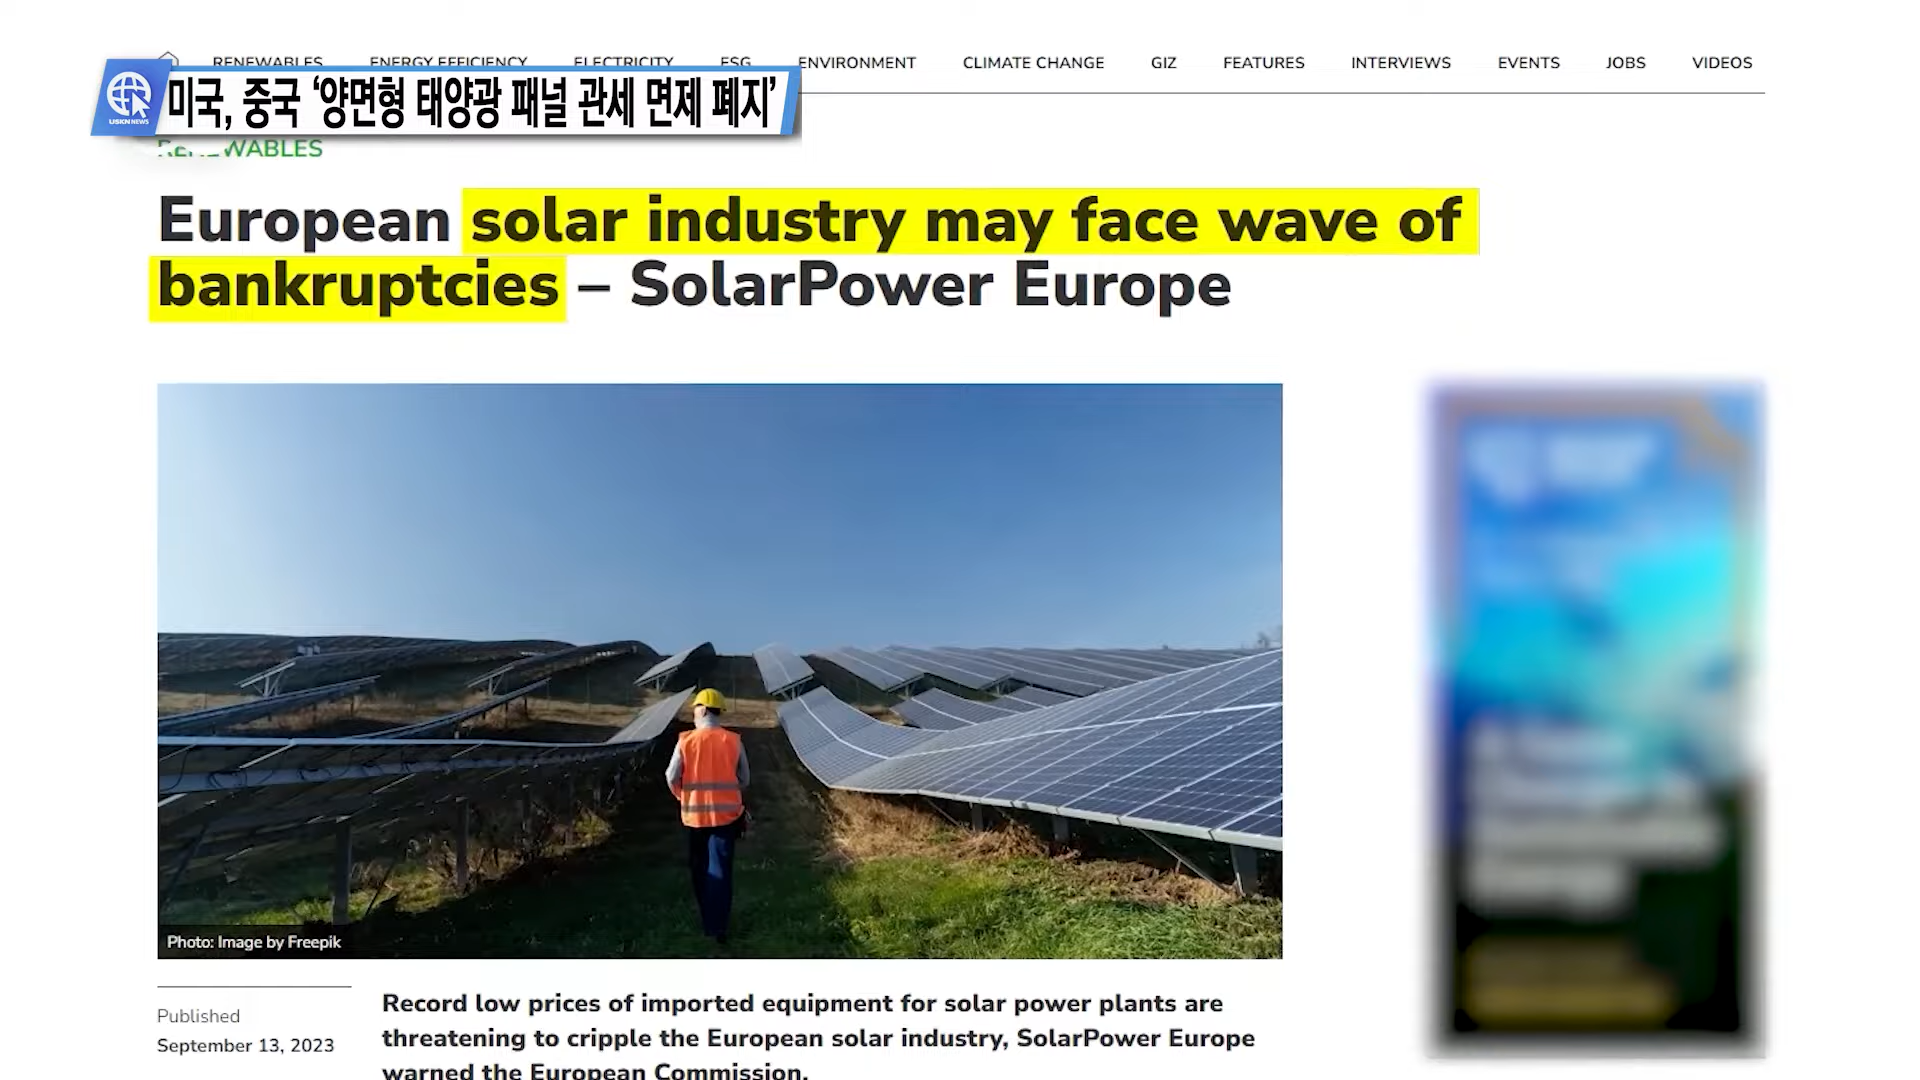 RENEWABLES ENERGY EFFICIENCY ELECTRICITY ESG ENVIRONMENT CLIMATE CHANGE GIZ FEATURES INTERVIEWS EVENTS JOBS VIDEOS
USKN NEWS
미국, 중국 ‘양면형 태양광 패널 관세 면제 폐지’
RENEWABLES
European solar industry may face wave of
bankruptcies – SolarPower Europe
Photo: Image by Freepik
Published
September 13, 2023
Record low prices of imported equipment for solar power plants are
threatening to cripple the European solar industry, SolarPower Europe
warned the European Commission.